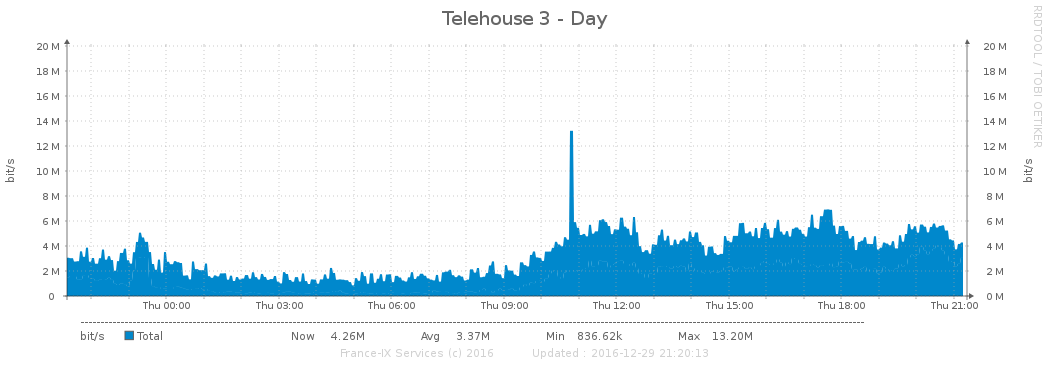 Telehouse 3 - Day
RRDTOOL / TOBI OETIKER
bit/s
20 M
18 M
16 M
14 M
12 M
10 M
8 M
6 M
4 M
2 M
0
20 M
18 M
16 M
14 M
12 M
10 M
8 M
6 M
4 M
2 M
0 M
bit/s
Thu 00:00 Thu 03:00 Thu 06:00 Thu 09:00 Thu 12:00 Thu 15:00 Thu 18:00 Thu 21:00
bit/s Total Now 4.26M Avg 3.37M Min 836.62k Max 13.20M
France-IX Services (c) 2016 Updated : 2016-12-29 21:20:13